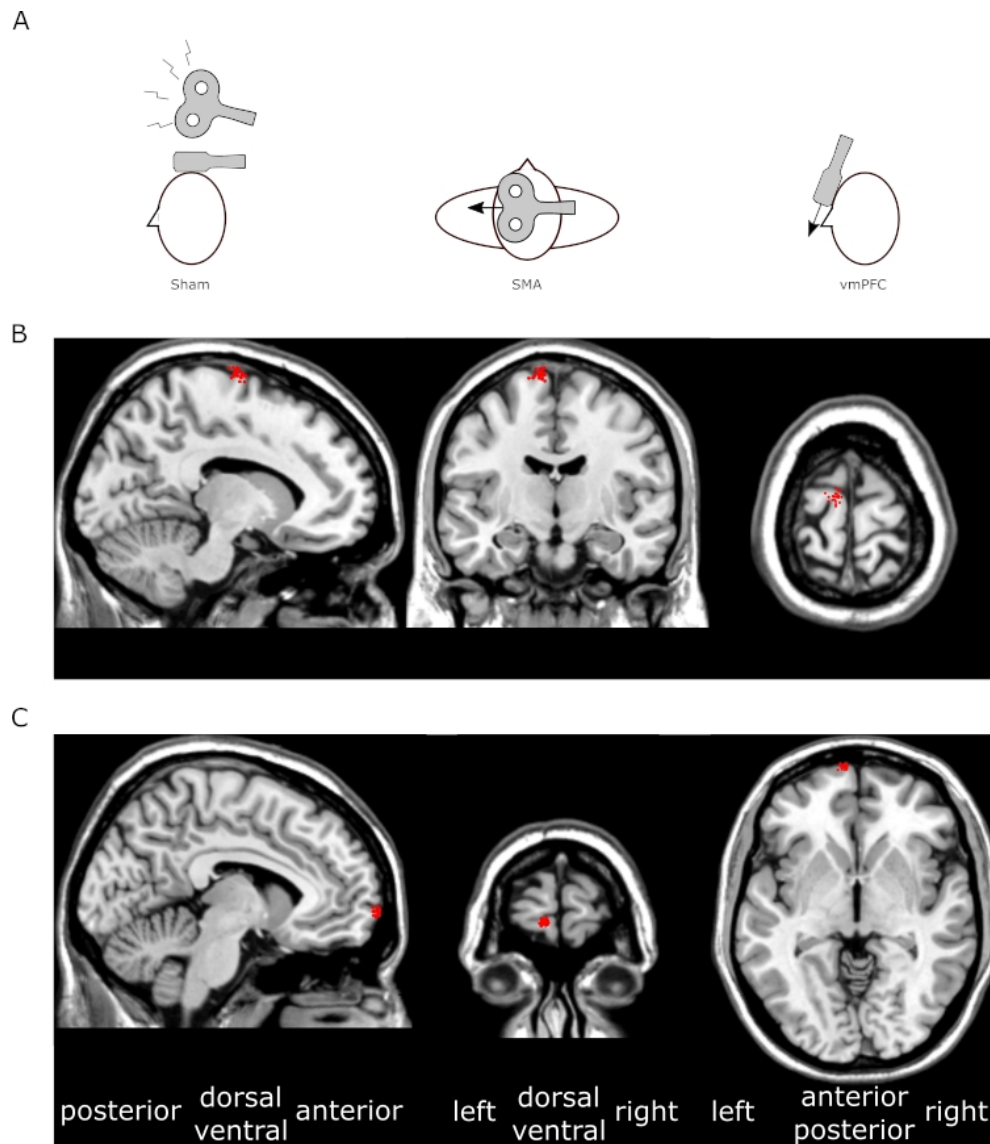 A
Sham
SMA
vmPFC
B
C
posterior dorsal anterior left dorsal right left anterior right
ventral ventral posterior